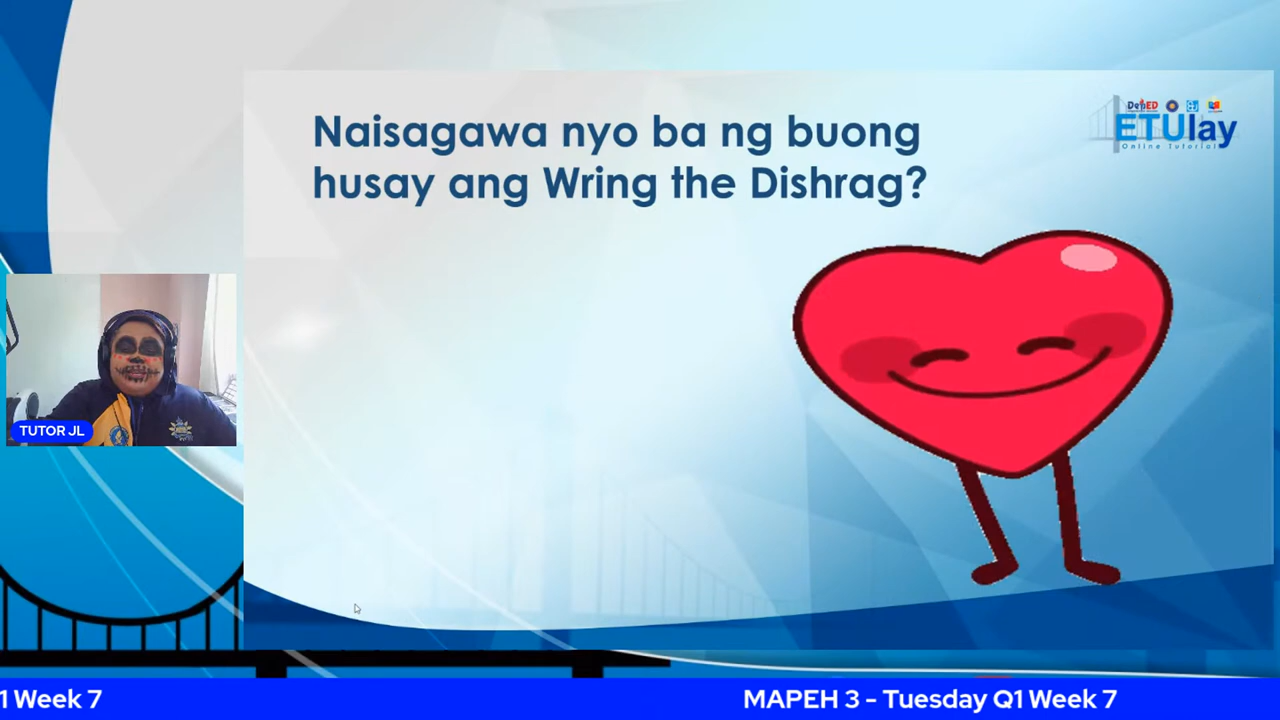 Naisagawa nyo ba ng buong
husay ang Wring the Dishrag?
DepED
ETUlay
Online Tutorial
TUTOR JL
1 Week 7
MAPEH 3 - Tuesday Q1 Week 7